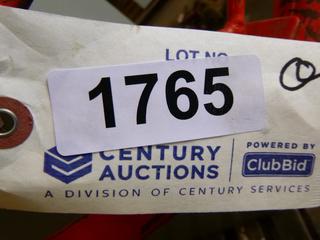 LOT NO
1765
CENTURY
AUCTIONS
POWERED BY
ClubBid
A DIVISION OF CENTURY SERVICES